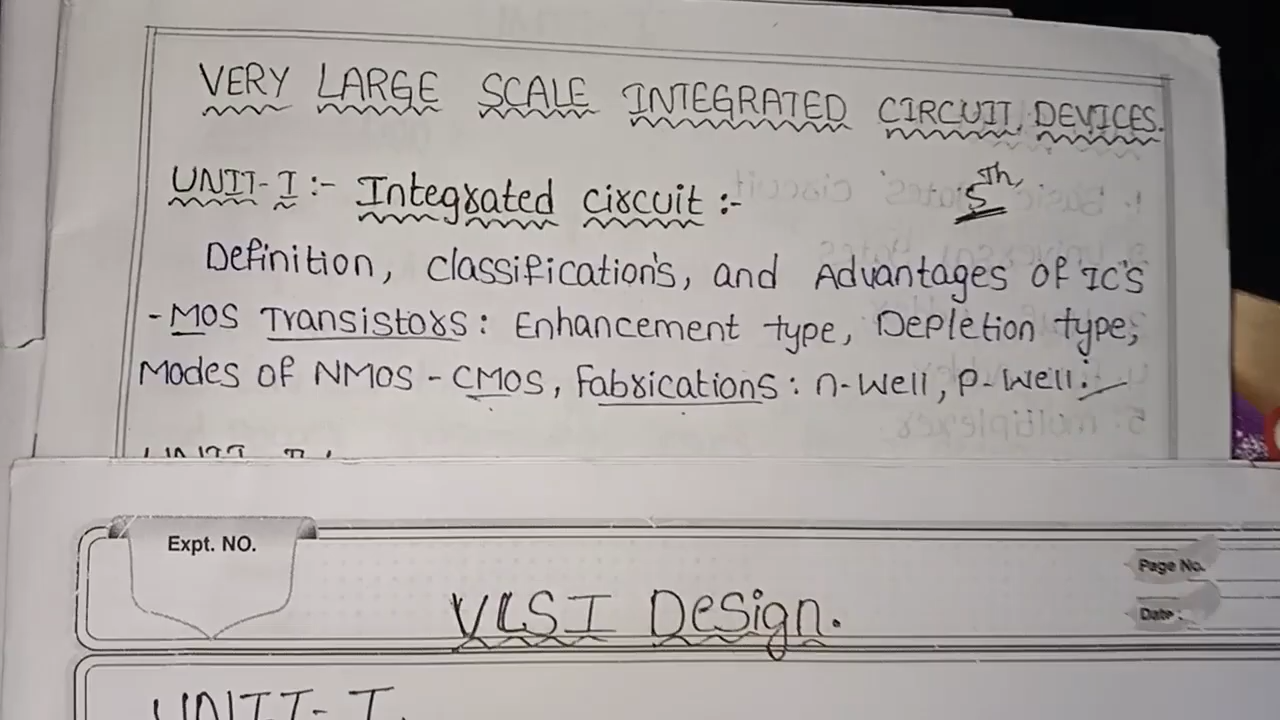 VERY LARGE SCALE INTEGRATED CIRCUIT DEVICES.
UNIT-I :- Integrated circuit :-
5Th,
Definition, classification's, and Advantages of IC'S
-MOS Transistors: Enhancement type, Depletion type;
Modes of NMOS - CMOS, Fabrications: n-well, p-well.
Expt. NO.
Page No.
Date :
VLSI Design.
UNIT-I.